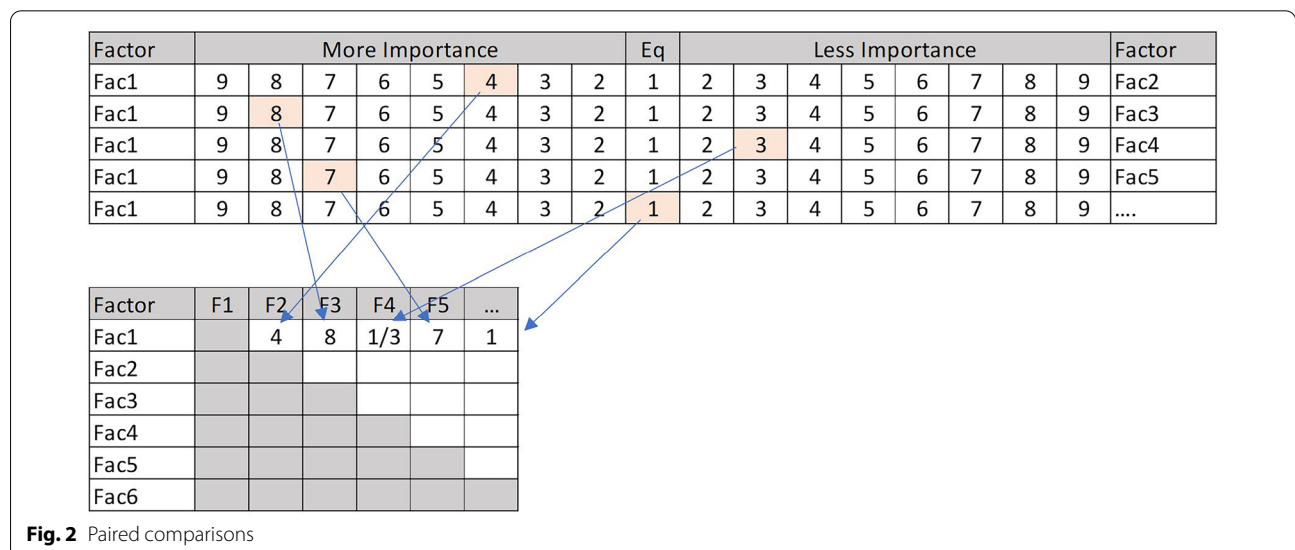 Factor More Importance Eq Less Importance Factor
Fac1 9 8 7 6 5 4 3 2 1 2 3 4 5 6 7 8 9 Fac2
Fac1 9 8 7 6 5 4 3 2 1 2 3 4 5 6 7 8 9 Fac3
Fac1 9 8 7 6 5 4 3 2 1 2 3 4 5 6 7 8 9 Fac4
Fac1 9 8 7 6 5 4 3 2 1 2 3 4 5 6 7 8 9 Fac5
Fac1 9 8 7 6 5 4 3 2 1 2 3 4 5 6 7 8 9 ....
Factor F1 F2 F3 F4 F5 ...
Fac1 4 8 1/3 7 1
Fac2
Fac3
Fac4
Fac5
Fac6
Fig. 2 Paired comparisons